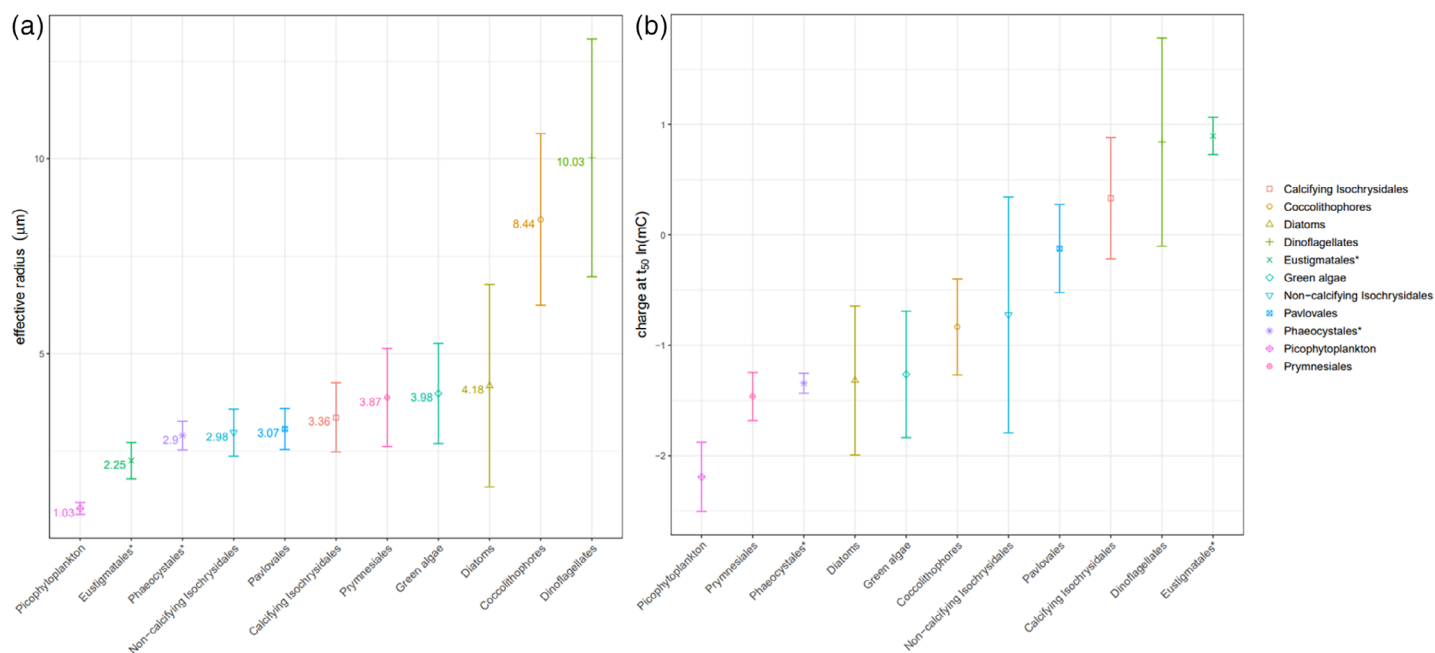 (a)
effective radius (μm)
10
5
1.03
2.25
2.9
2.98
3.07
3.36
3.87
3.98
4.18
8.44
10.03
Picophytoplankton
Eustigmatales*
Phaeocystales*
Non−calcifying Isochrysidales
Pavlovales
Calcifying Isochrysidales
Prymnesiales
Green algae
Diatoms
Coccolithophores
Dinoflagellates
(b)
charge at t50 ln(mC)
1
0
−1
−2
Picophytoplankton
Prymnesiales
Phaeocystales*
Diatoms
Green algae
Coccolithophores
Non−calcifying Isochrysidales
Pavlovales
Calcifying Isochrysidales
Dinoflagellates
Eustigmatales*
Calcifying Isochrysidales
Coccolithophores
Diatoms
Dinoflagellates
Eustigmatales*
Green algae
Non−calcifying Isochrysidales
Pavlovales
Phaeocystales*
Picophytoplankton
Prymnesiales